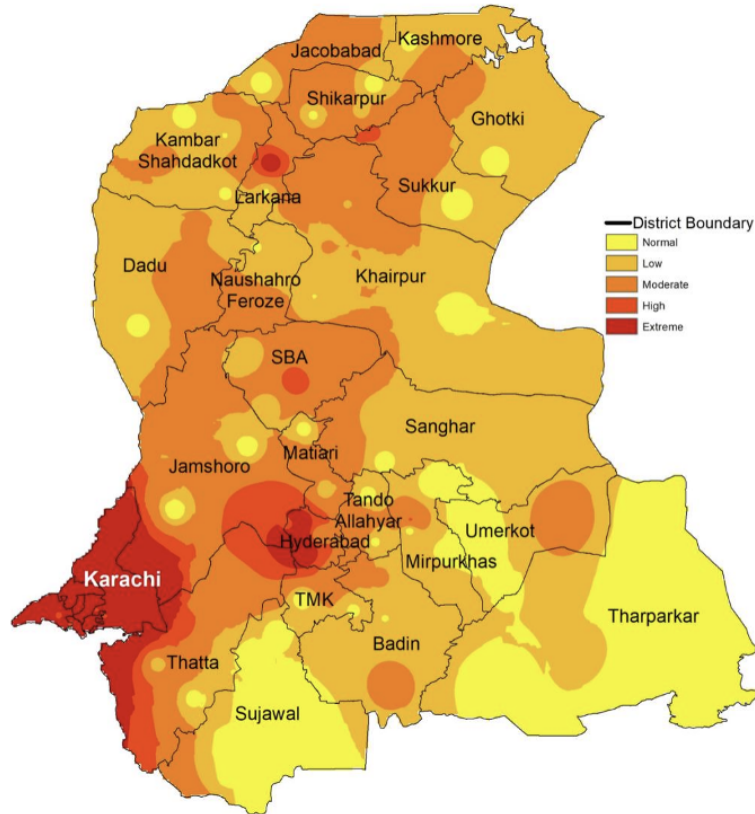 Jacobabad
Kashmore
Shikarpur
Ghotki
Kambar
Shahdadkot
Larkana
Sukkur
Dadu
Naushahro
Feroze
Khairpur
SBA
Sanghar
Matiari
Jamshoro
Tando
Allahyar
Umerkot
Hyderabad
Mirpurkhas
Karachi
TMK
Tharparkar
Badin
Thatta
Sujawal
District Boundary
Normal
Low
Moderate
High
Extreme